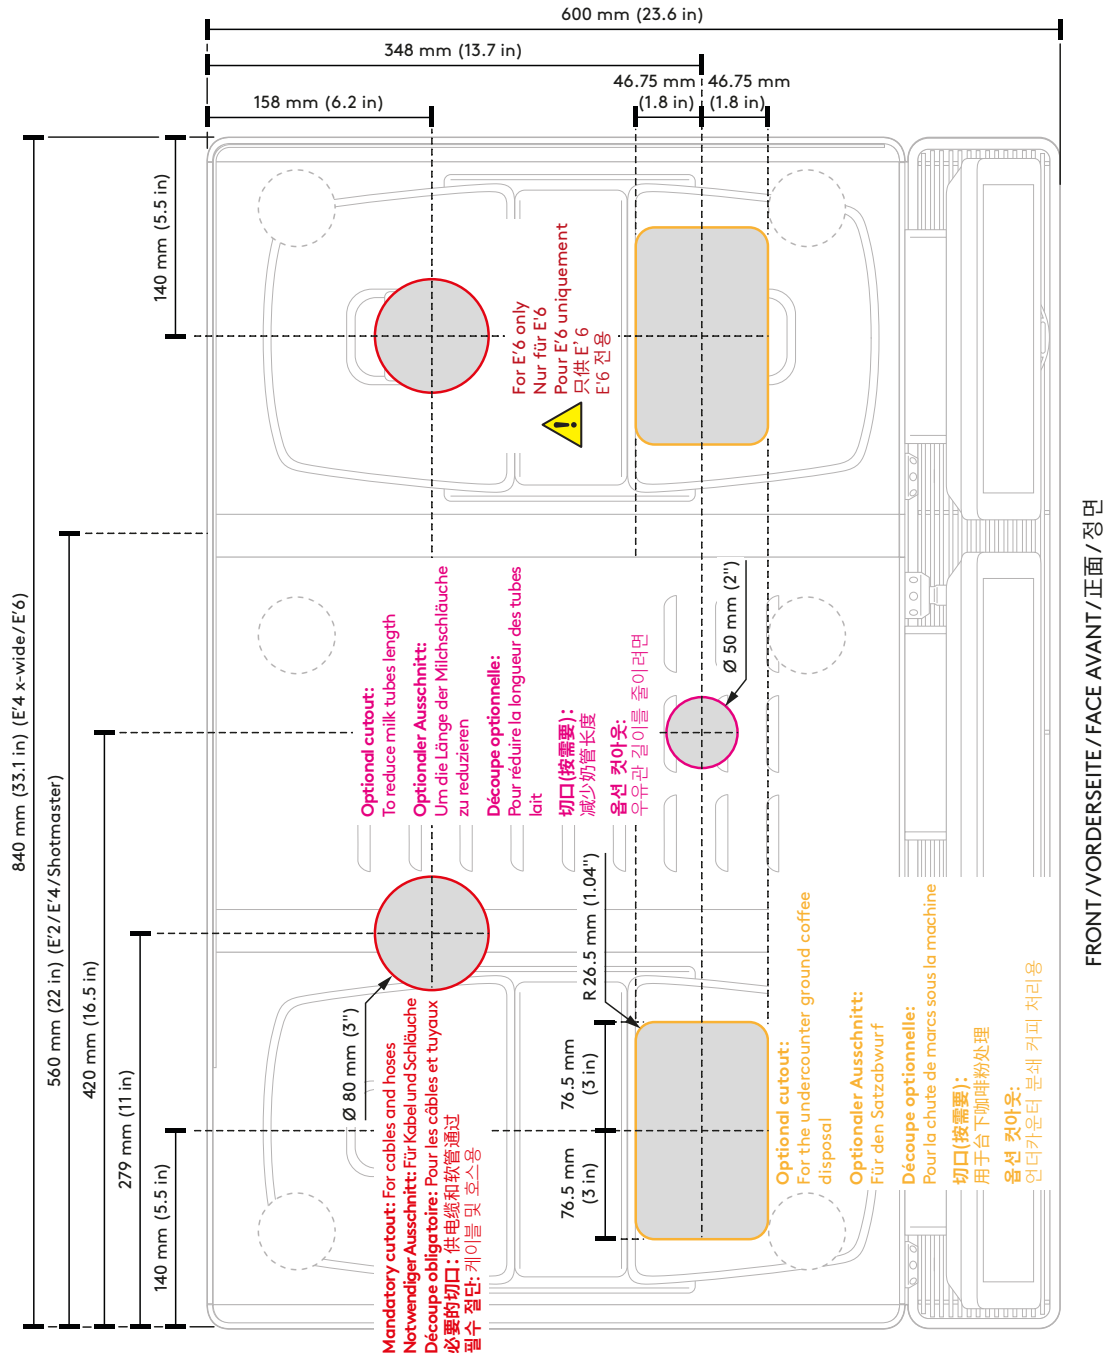 600 mm (23.6 in)
348 mm (13.7 in)
46.75 mm
(1.8 in)
46.75 mm
(1.8 in)
158 mm (6.2 in)
840 mm (33.1 in) (E'4 x-wide/E'6)
560 mm (22 in) (E'2/E'4/Shotmaster)
420 mm (16.5 in)
279 mm (11 in)
140 mm (5.5 in)
140 mm (5.5 in)
For E'6 only
Nur für E'6
Pour E'6 uniquement
只供 E' 6
E'6 전용
Optional cutout:
To reduce milk tubes length
Optionaler Ausschnitt:
Um die Länge der Milchschläuche
zu reduzieren
Découpe optionnelle:
Pour réduire la longueur des tubes
lait
切口(按需要):
减少奶管长度
옵션 컷아웃:
우유관 길이를 줄이려면
Ø 50 mm (2")
R 26.5 mm (1.04")
Ø 80 mm (3")
76.5 mm
(3 in)
76.5 mm
(3 in)
Mandatory cutout: For cables and hoses
Notwendiger Ausschnitt: Für Kabel und Schläuche
Découpe obligatoire: Pour les câbles et tuyaux
必要的切口: 供电缆和软管通过
필수 절단: 케이블 및 호스용
Optional cutout:
For the undercounter ground coffee
disposal
Optionaler Ausschnitt:
Für den Satzabwurf
Découpe optionnelle:
Pour la chute de marcs sous la machine
切口(按需要):
用于台下咖啡粉处理
옵션 컷아웃:
언더카운터 분쇄 커피 처리용
FRONT/VORDERSEITE/FACE AVANT/正面/정면